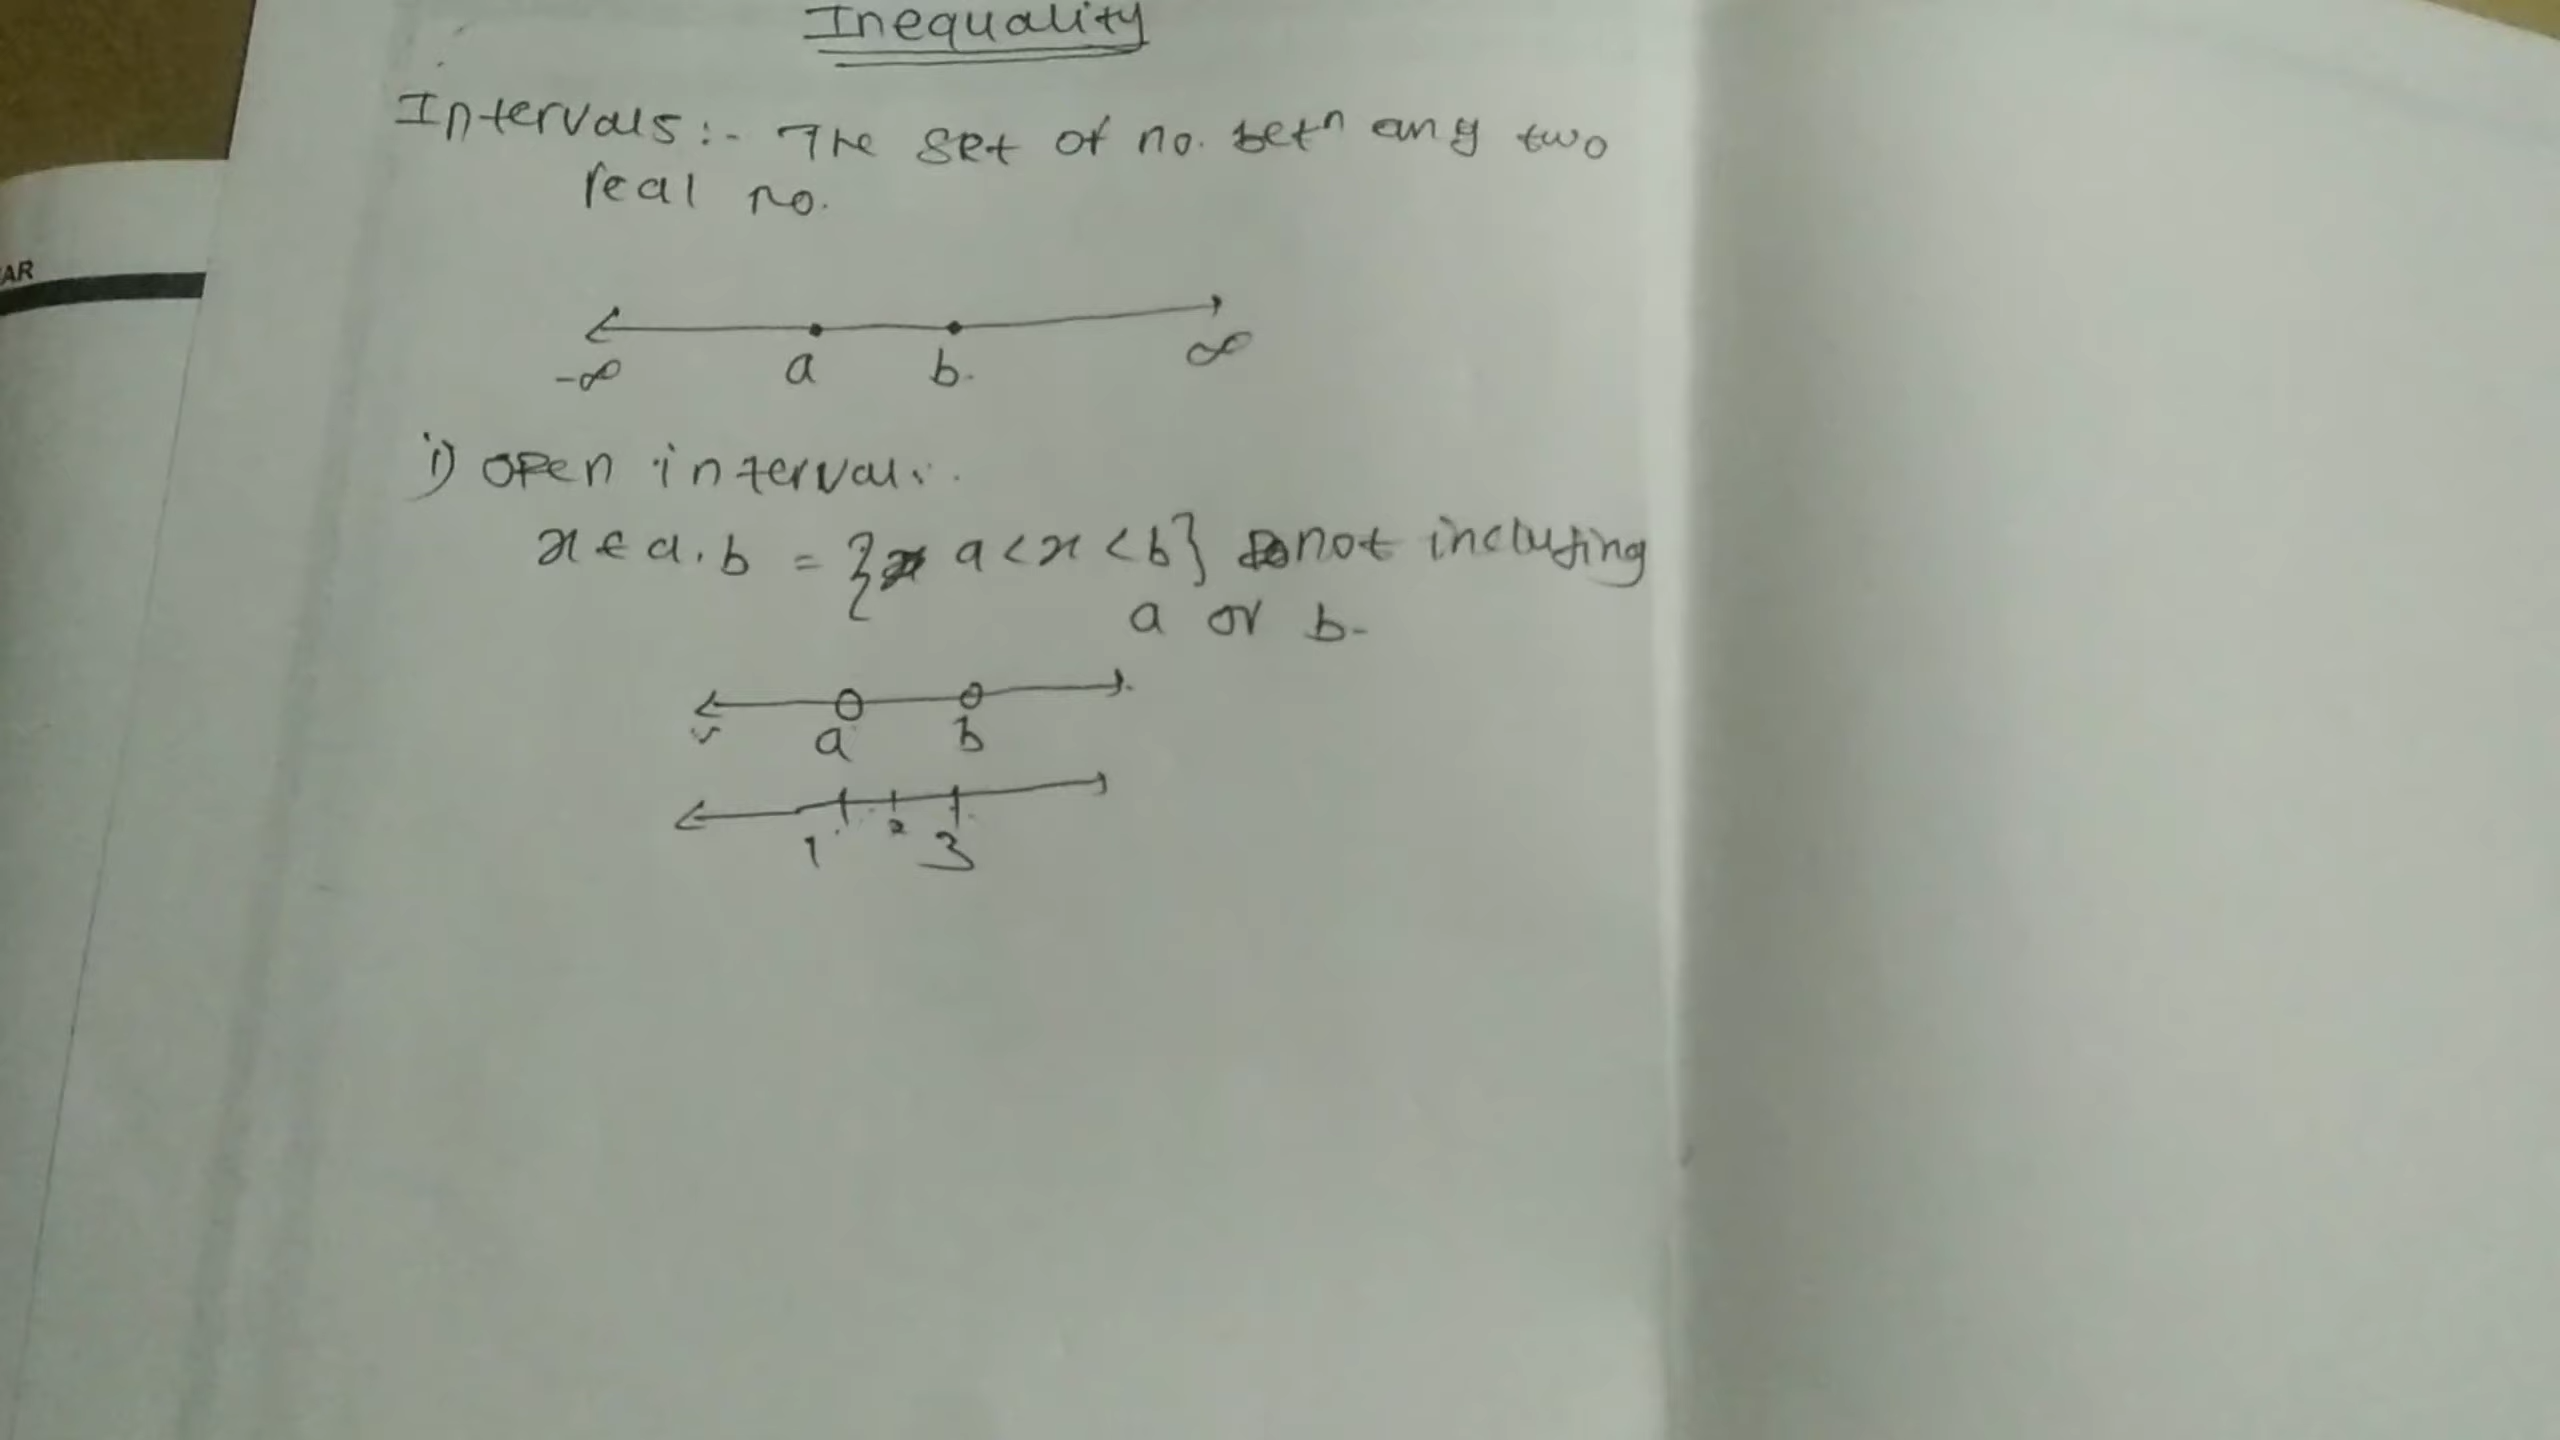 Inequality
Intervals :- The set of no. betn any two
real no.
AR
-∞ a b. ∞
i) open interval:.
x ∈ a, b = { a < x < b} not including
a or b-
a b
1 2 3